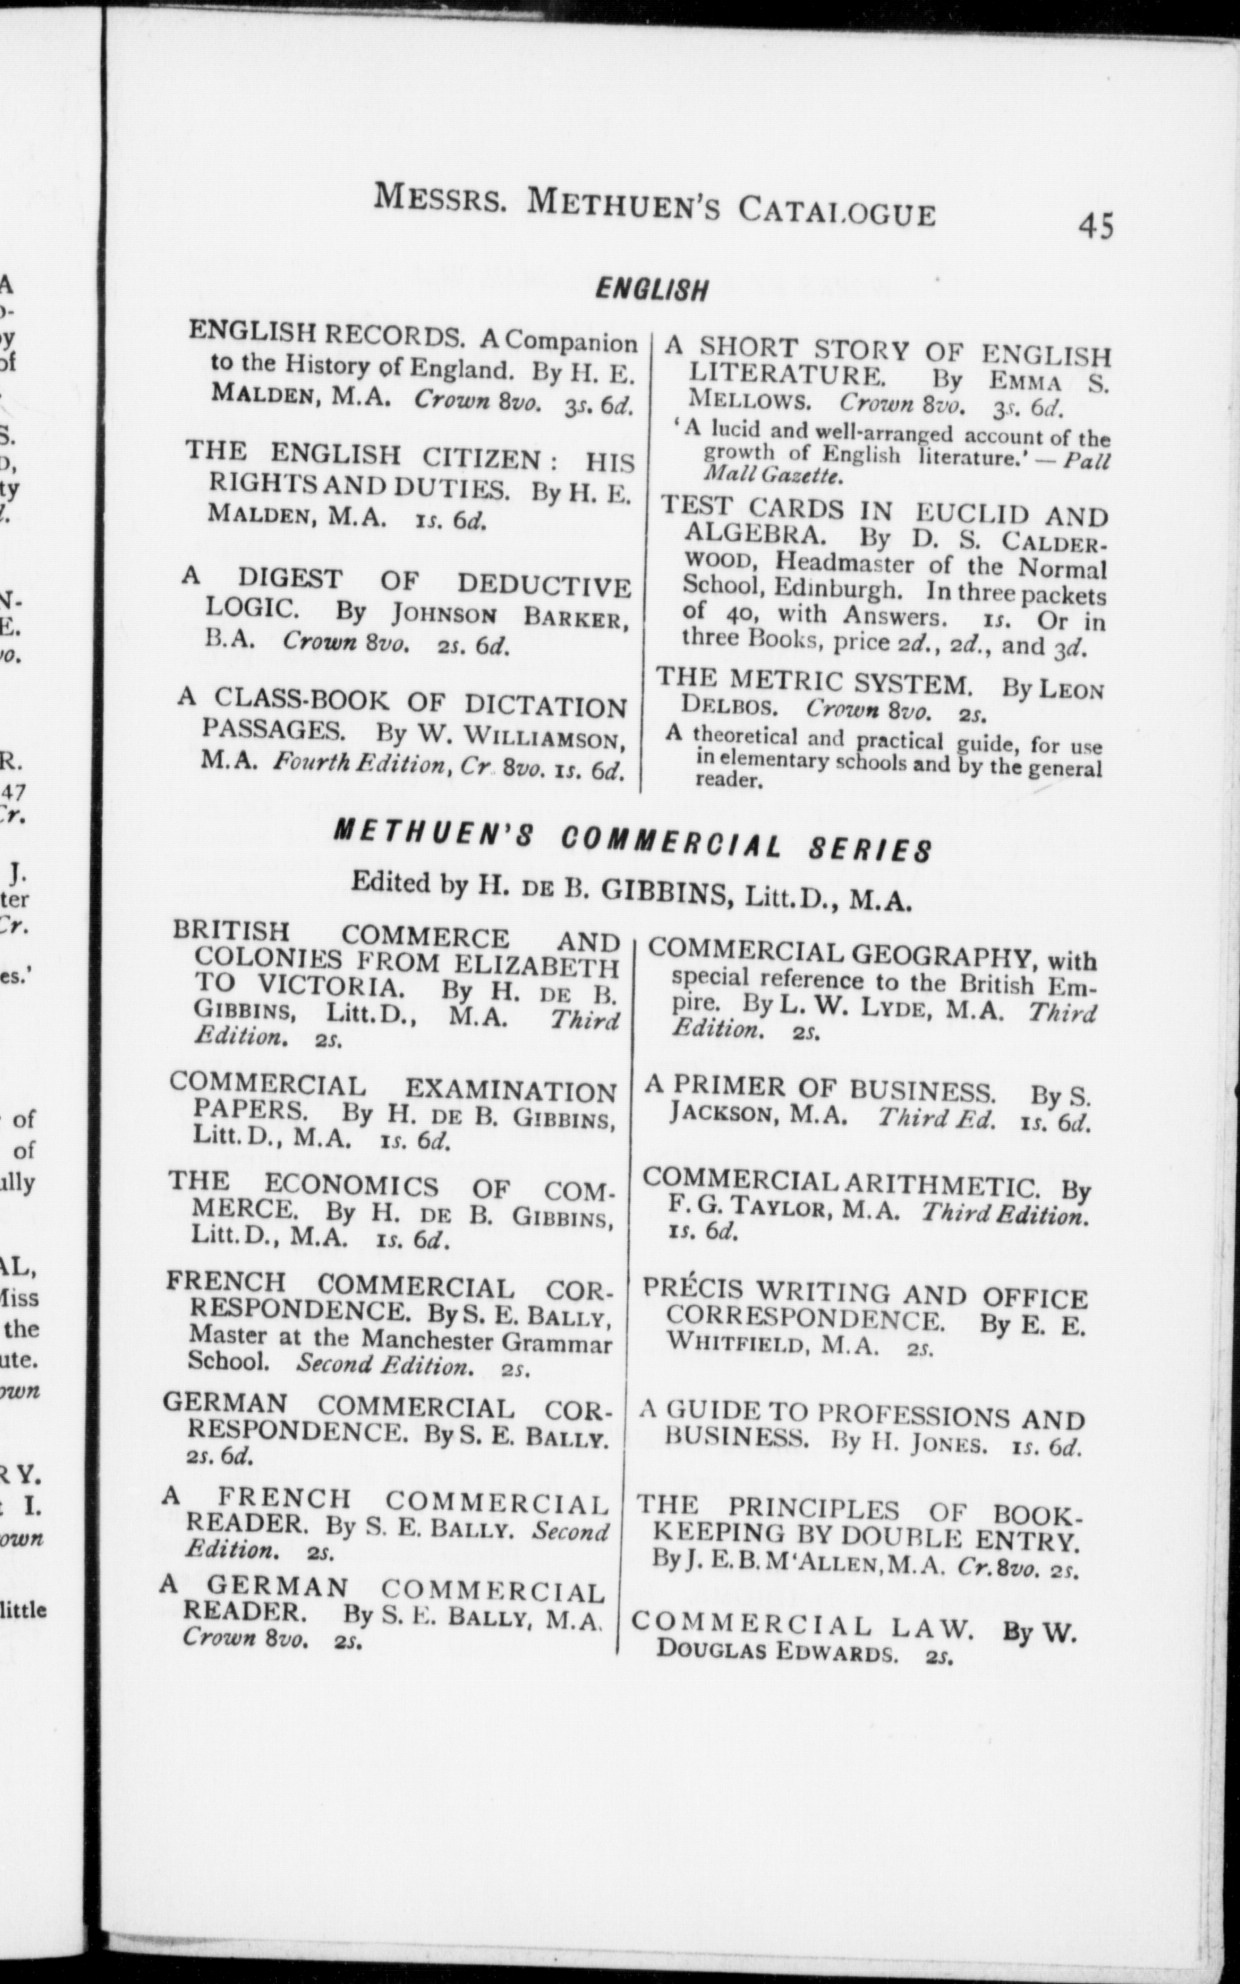 MESSRS. METHUEN'S CATALOGUE
45
ENGLISH
ENGLISH RECORDS. A Companion
to the History of England. By H. E.
MALDEN, M.A. Crown 8vo. 3s. 6d.
THE ENGLISH CITIZEN: HIS
RIGHTS AND DUTIES. By H. E.
MALDEN, M.A. 1s. 6d.
A DIGEST OF DEDUCTIVE
LOGIC. By JOHNSON BARKER,
B.A. Crown 8vo. 2s. 6d.
A CLASS-BOOK OF DICTATION
PASSAGES. By W. WILLIAMSON,
M.A. Fourth Edition, Cr. 8vo. 1s. 6d.
A SHORT STORY OF ENGLISH
LITERATURE. By EMMA S.
MELLOWS. Crown 8vo. 3s. 6d.
'A lucid and well-arranged account of the
growth of English literature.'—Pall
Mall Gazette.
TEST CARDS IN EUCLID AND
ALGEBRA. By D. S. CALDER-
WOOD, Headmaster of the Normal
School, Edinburgh. In three packets
of 40, with Answers. 1s. Or in
three Books, price 2d., 2d., and 3d.
THE METRIC SYSTEM. By LEON
DELBOS. Crown 8vo. 2s.
A theoretical and practical guide, for use
in elementary schools and by the general
reader.
METHUEN'S COMMERCIAL SERIES
Edited by H. DE B. GIBBINS, Litt.D., M.A.
BRITISH COMMERCE AND
COLONIES FROM ELIZABETH
TO VICTORIA. By H. DE B.
GIBBINS, Litt.D., M.A. Third
Edition. 2s.
COMMERCIAL EXAMINATION
PAPERS. By H. DE B. GIBBINS,
Litt.D., M.A. 1s. 6d.
THE ECONOMICS OF COM-
MERCE. By H. DE B. GIBBINS,
Litt.D., M.A. 1s. 6d.
FRENCH COMMERCIAL COR-
RESPONDENCE. By S. E. BALLY,
Master at the Manchester Grammar
School. Second Edition. 2s.
GERMAN COMMERCIAL COR-
RESPONDENCE. By S. E. BALLY.
2s. 6d.
A FRENCH COMMERCIAL
READER. By S. E. BALLY. Second
Edition. 2s.
A GERMAN COMMERCIAL
READER. By S. E. BALLY, M.A.
Crown 8vo. 2s.
COMMERCIAL GEOGRAPHY, with
special reference to the British Em-
pire. By L. W. LYDE, M.A. Third
Edition. 2s.
A PRIMER OF BUSINESS. By S.
JACKSON, M.A. Third Ed. 1s. 6d.
COMMERCIAL ARITHMETIC. By
F. G. TAYLOR, M.A. Third Edition.
1s. 6d.
PRÉCIS WRITING AND OFFICE
CORRESPONDENCE. By E. E.
WHITFIELD, M.A. 2s.
A GUIDE TO PROFESSIONS AND
BUSINESS. By H. JONES. 1s. 6d.
THE PRINCIPLES OF BOOK-
KEEPING BY DOUBLE ENTRY.
By J. E. B. M'ALLEN, M.A. Cr. 8vo. 2s.
COMMERCIAL LAW. By W.
DOUGLAS EDWARDS. 2s.